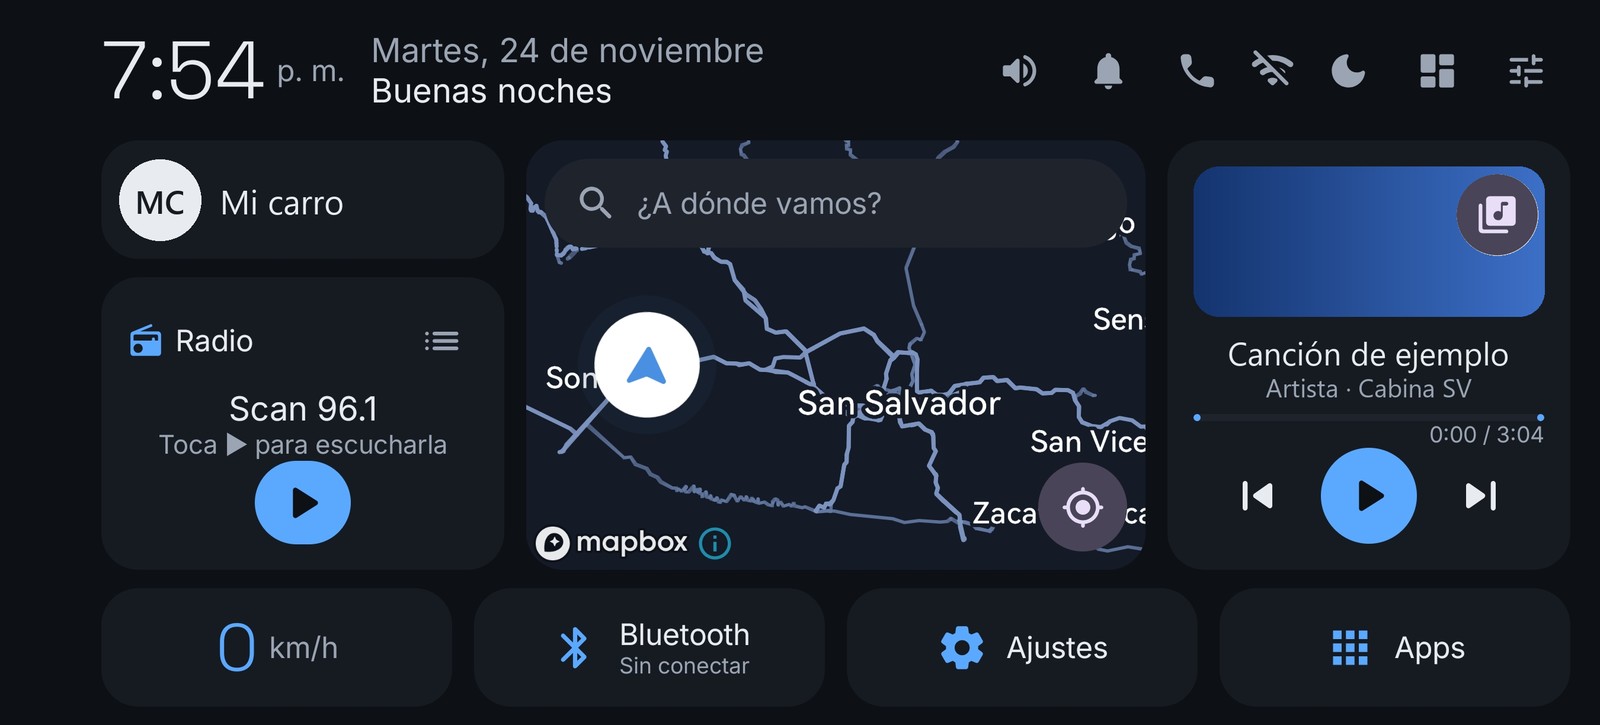 7:54 p. m.
Martes, 24 de noviembre
Buenas noches
MC Mi carro
Radio
Scan 96.1
Toca ▶ para escucharla
¿A dónde vamos?
Sen
Son
San Salvador
San Vice
Zaca
mapbox
Canción de ejemplo
Artista · Cabina SV
0:00 / 3:04
0 km/h
Bluetooth
Sin conectar
Ajustes
Apps